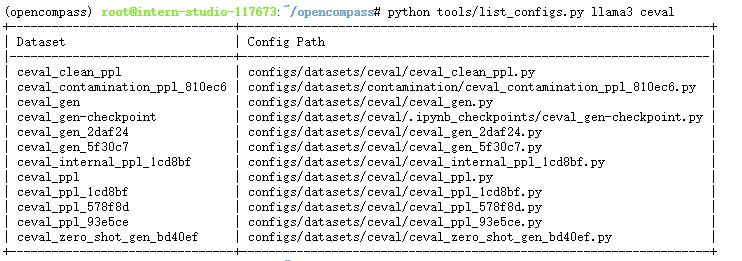 (opencompass) root@intern-studio-117673:~/opencompass# python tools/list_configs.py llama3 ceval
+--------------------------------+------------------------------------------------------------------+
| Dataset | Config Path |
|--------------------------------+------------------------------------------------------------------|
| ceval_clean_ppl | configs/datasets/ceval/ceval_clean_ppl.py |
| ceval_contamination_ppl_810ec6 | configs/datasets/contamination/ceval_contamination_ppl_810ec6.py |
| ceval_gen | configs/datasets/ceval/ceval_gen.py |
| ceval_gen-checkpoint | configs/datasets/ceval/.ipynb_checkpoints/ceval_gen-checkpoint.py |
| ceval_gen_2daf24 | configs/datasets/ceval/ceval_gen_2daf24.py |
| ceval_gen_5f30c7 | configs/datasets/ceval/ceval_gen_5f30c7.py |
| ceval_internal_ppl_1cd8bf | configs/datasets/ceval/ceval_internal_ppl_1cd8bf.py |
| ceval_ppl | configs/datasets/ceval/ceval_ppl.py |
| ceval_ppl_1cd8bf | configs/datasets/ceval/ceval_ppl_1cd8bf.py |
| ceval_ppl_578f8d | configs/datasets/ceval/ceval_ppl_578f8d.py |
| ceval_ppl_93e5ce | configs/datasets/ceval/ceval_ppl_93e5ce.py |
| ceval_zero_shot_gen_bd40ef | configs/datasets/ceval/ceval_zero_shot_gen_bd40ef.py |
+--------------------------------+------------------------------------------------------------------+